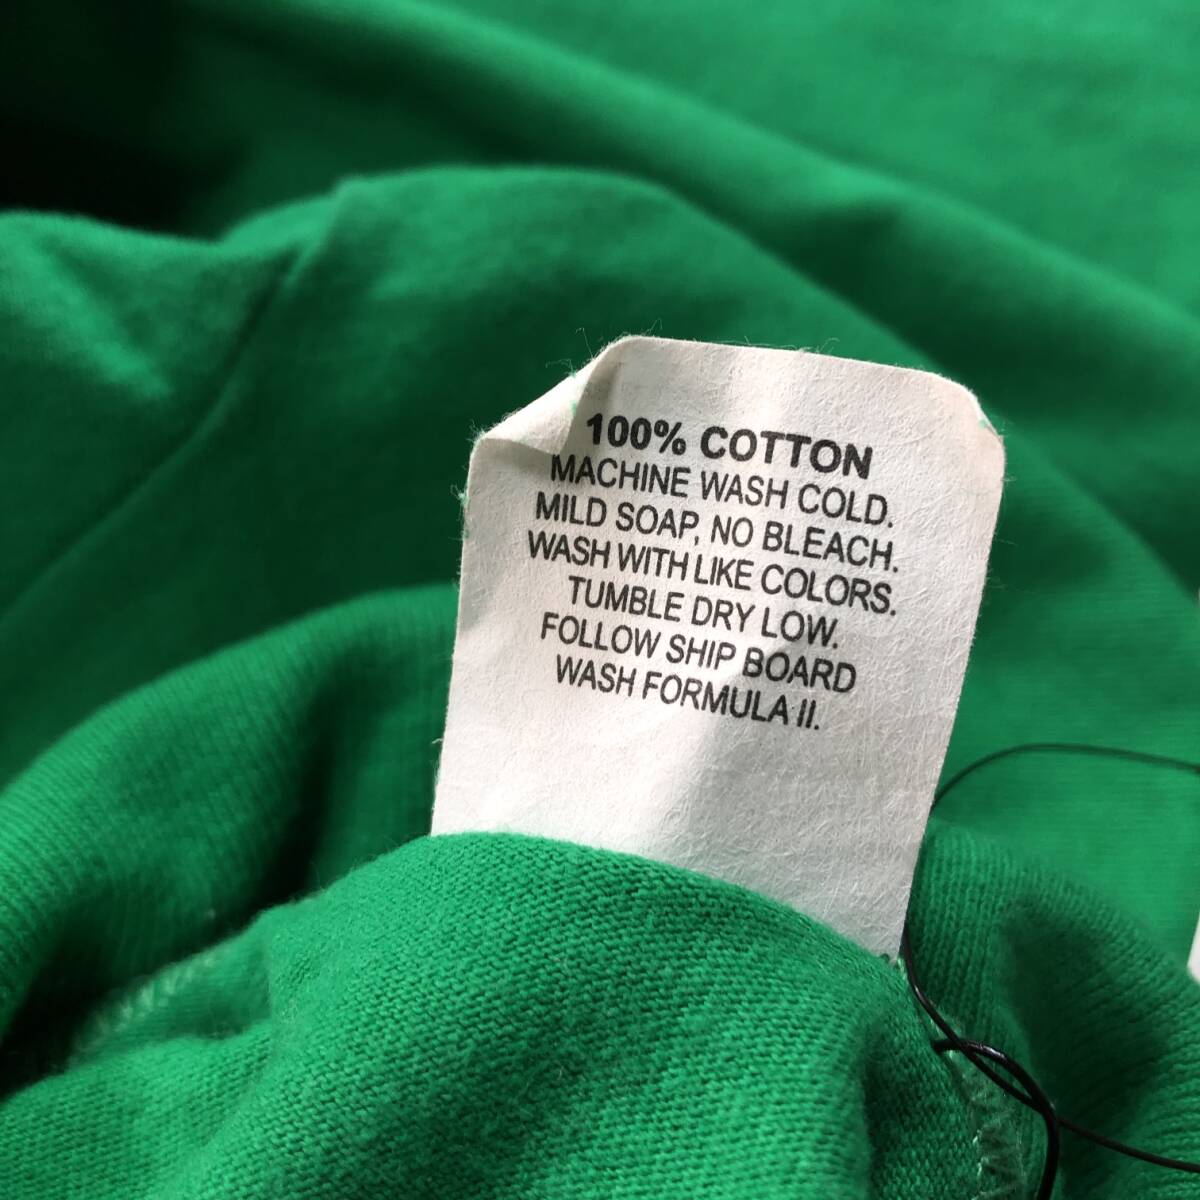 100% COTTON
MACHINE WASH COLD.
MILD SOAP, NO BLEACH.
WASH WITH LIKE COLORS.
TUMBLE DRY LOW.
FOLLOW SHIP BOARD
WASH FORMULA II.